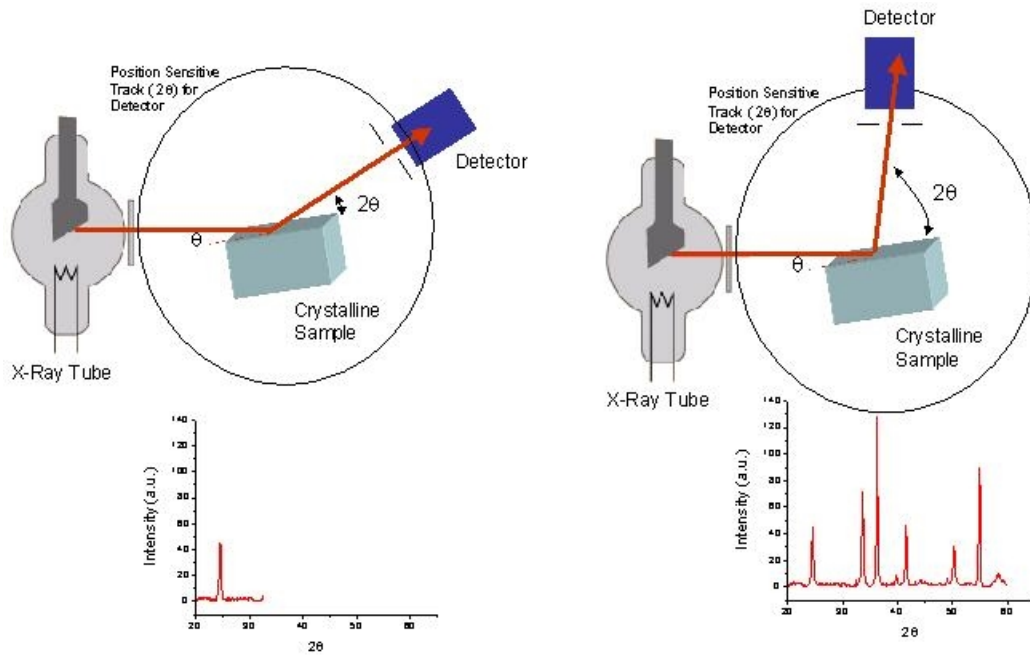 Position Sensitive
Track (2θ) for
Detector
Detector
2θ
θ
Crystalline
Sample
X-Ray Tube
140
120
100
80
60
40
20
0
Intensity (a.u.)
20
30
40
50
60
2θ
Detector
Position Sensitive
Track (2θ) for
Detector
2θ
θ
Crystalline
Sample
X-Ray Tube
140
120
100
80
60
40
20
0
Intensity (a.u.)
20
30
40
50
60
2θ